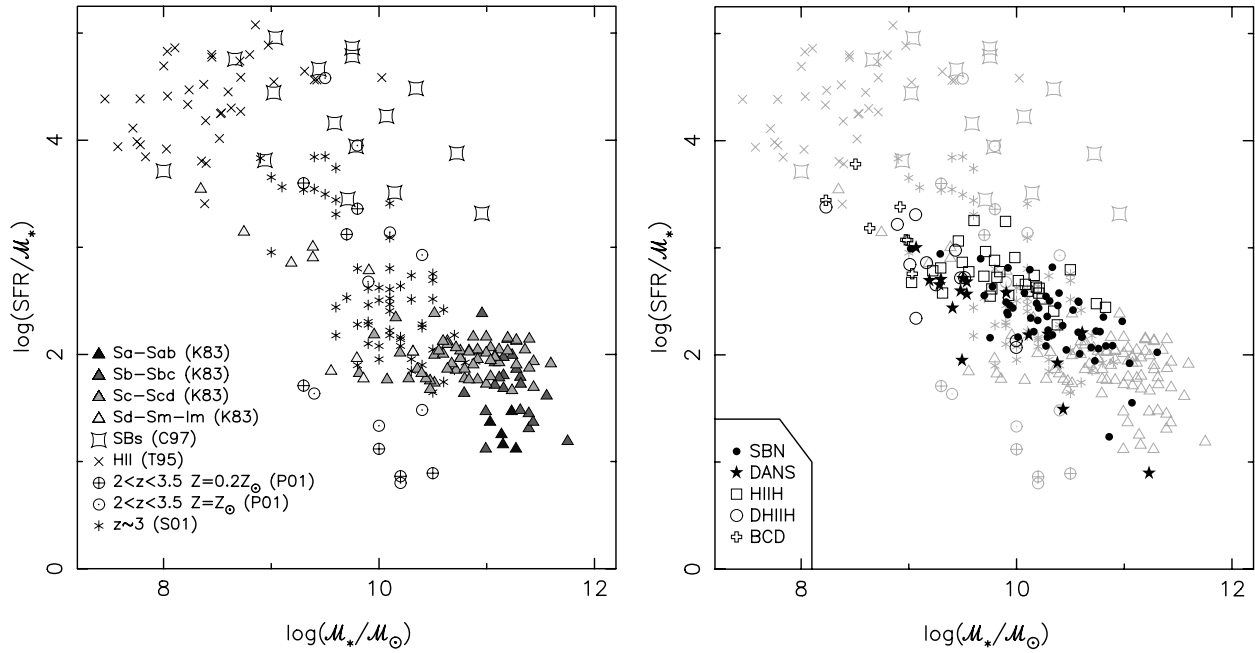 log(SFR/ℳ*)
4
2
0
▲ Sa−Sab (K83)
▲ Sb−Sbc (K83)
▲ Sc−Scd (K83)
△ Sd−Sm−Im (K83)
SBs (C97)
× HII (T95)
⊕ 2<z<3.5 Z=0.2Z⊙ (P01)
⊙ 2<z<3.5 Z=Z⊙ (P01)
* z~3 (S01)
8 10 12
log(ℳ*/ℳ⊙)
log(SFR/ℳ*)
4
2
0
● SBN
★ DANS
□ HIIH
○ DHIIH
✚ BCD
8 10 12
log(ℳ*/ℳ⊙)